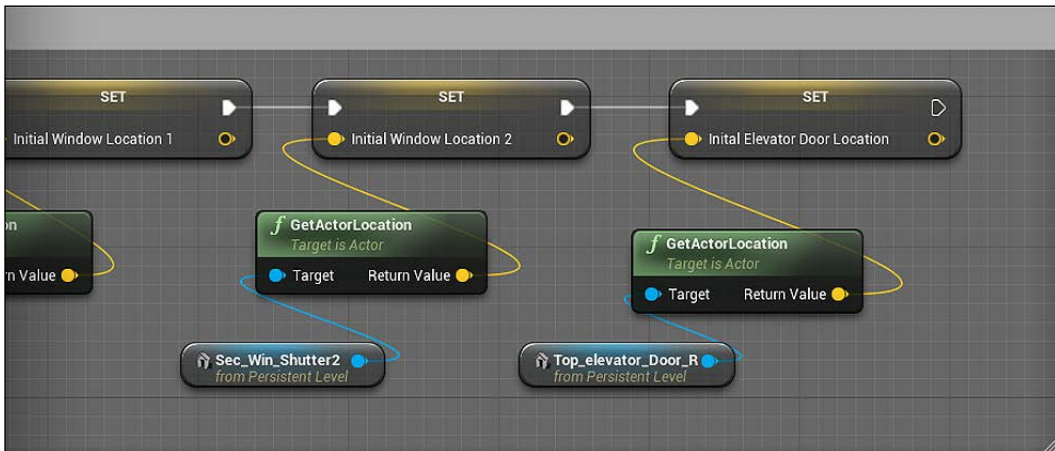 SET
Initial Window Location 1
SET
Initial Window Location 2
SET
Inital Elevator Door Location
on
rn Value
f GetActorLocation
Target is Actor
Target Return Value
f GetActorLocation
Target is Actor
Target Return Value
Sec_Win_Shutter2
from Persistent Level
Top_elevator_Door_R
from Persistent Level